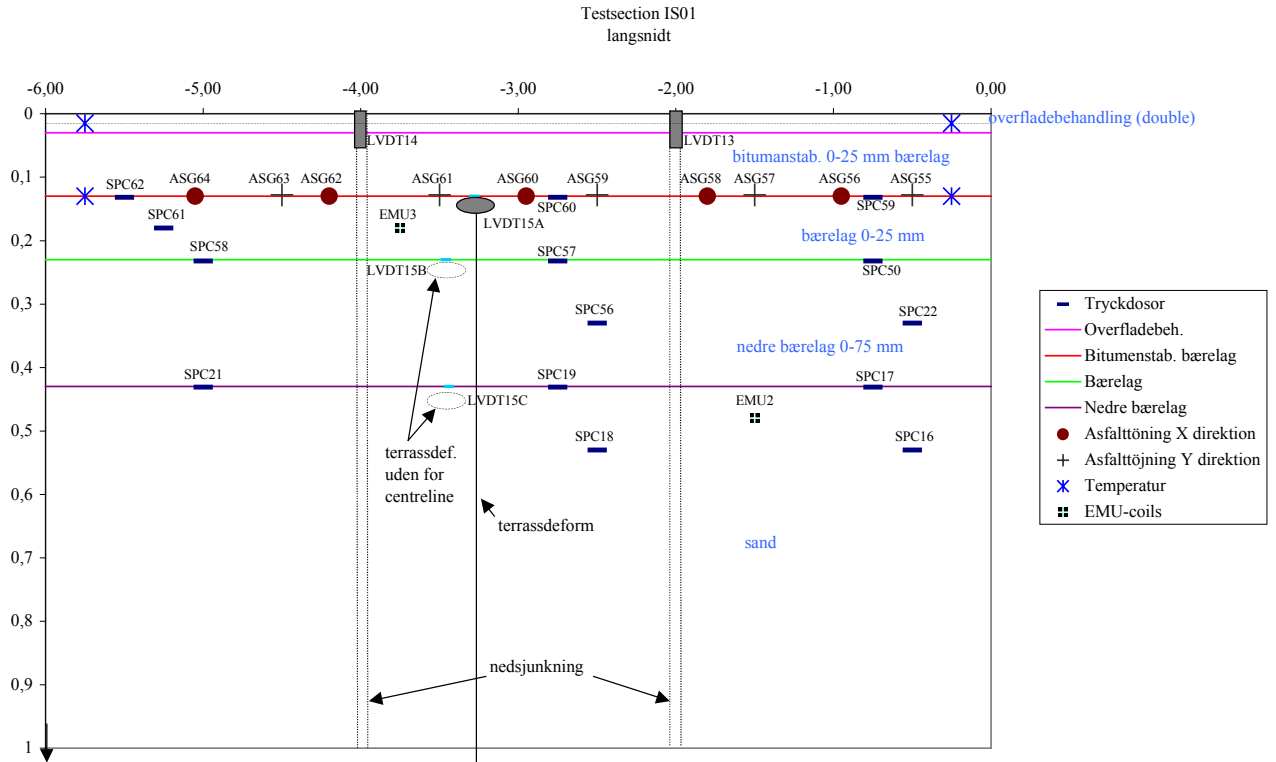 Testsection IS01
langsnidt
-6,00 -5,00 -4,00 -3,00 -2,00 -1,00 0,00
0
overfladebehandling (double)
LVDT14
LVDT13
bitumanstab. 0-25 mm bærelag
0,1
SPC62
ASG64
ASG63
ASG62
ASG61
ASG60
ASG59
ASG58
ASG57
ASG56
ASG55
SPC61
EMU3
SPC60
SPC59
LVDT15A
0,2
bærelag 0-25 mm
SPC58
SPC57
LVDT15B
SPC50
0,3
SPC56
SPC22
nedre bærelag 0-75 mm
0,4
SPC21
SPC19
SPC17
LVDT15C
EMU2
0,5
SPC18
SPC16
terrassdef.
uden for
centreline
terrassdeform
0,6
sand
0,7
0,8
nedsjunkning
0,9
1
Tryckdosor
Overfladebeh.
Bitumenstab. bærelag
Bærelag
Nedre bærelag
Asfalttöning X direktion
Asfalttöjning Y direktion
Temperatur
EMU-coils